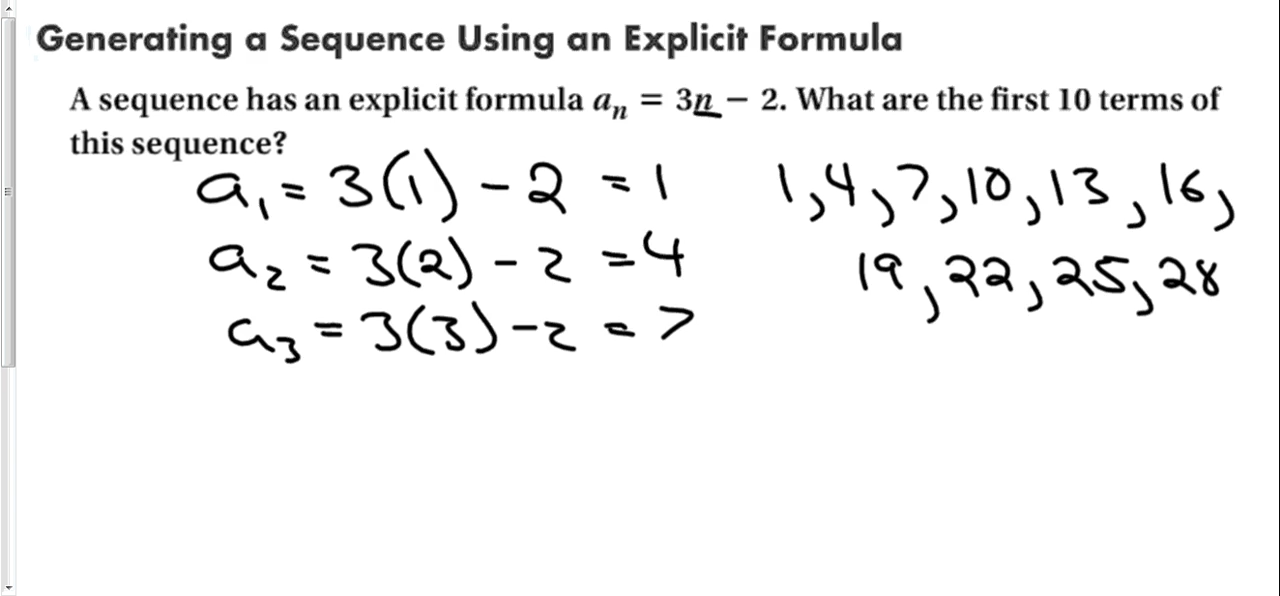 Generating a Sequence Using an Explicit Formula
A sequence has an explicit formula aₙ = 3n − 2. What are the first 10 terms of
this sequence?
a₁ = 3(1) - 2 = 1
a₂ = 3(2) - 2 = 4
a₃ = 3(3) - 2 = 7
1, 4, 7, 10, 13, 16,
19, 22, 25, 28